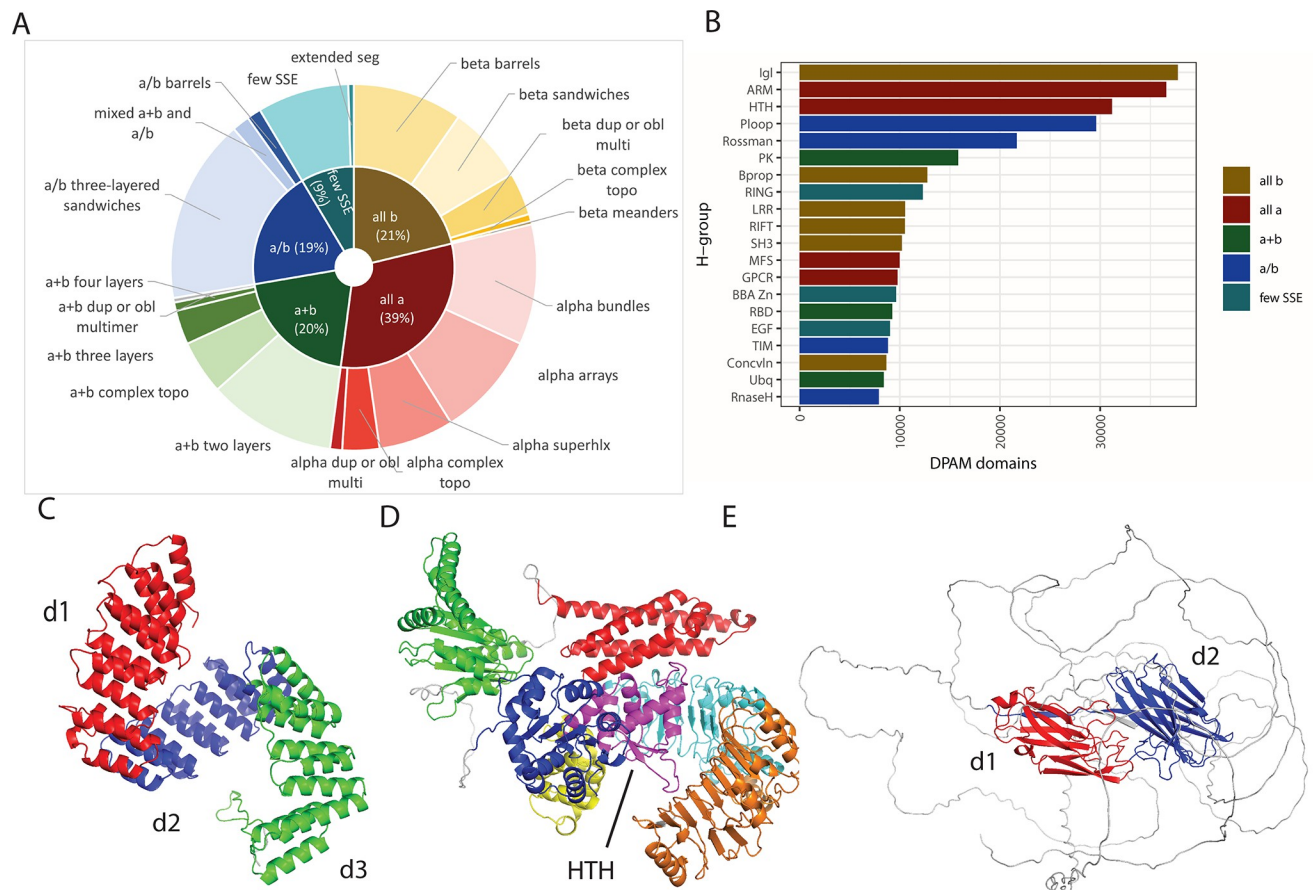 A
extended seg
few SSE
a/b barrels
mixed a+b and
a/b
a/b three-layered
sandwiches
a+b four layers
a+b dup or obl
multimer
a+b three layers
a+b complex topo
a+b two layers
beta barrels
beta sandwiches
beta dup or obl
multi
beta complex
topo
beta meanders
alpha bundles
alpha arrays
alpha superhlx
alpha complex
topo
alpha dup or obl
multi
few SSE
(9%)
all b
(21%)
a/b (19%)
a+b
(20%)
all a
(39%)
B
H-group
Igl
ARM
HTH
Ploop
Rossman
PK
Bprop
RING
LRR
RIFT
SH3
MFS
GPCR
BBA Zn
RBD
EGF
TIM
Concvln
Ubq
RnaseH
0
10000
20000
30000
DPAM domains
all b
all a
a+b
a/b
few SSE
C
d1
d2
d3
D
HTH
E
d1
d2